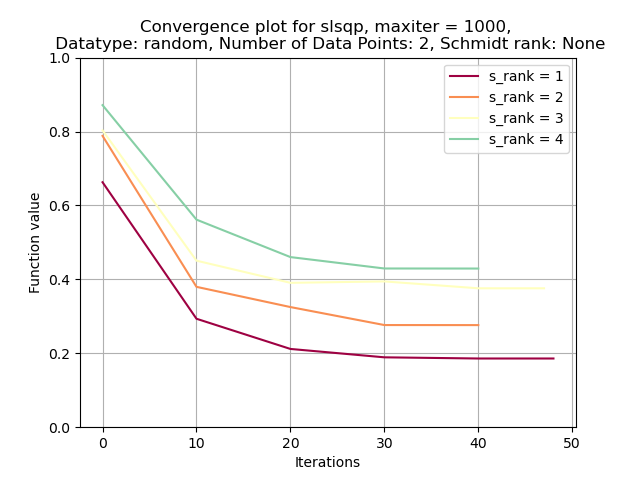 Convergence plot for slsqp, maxiter = 1000,
Datatype: random, Number of Data Points: 2, Schmidt rank: None
1.0
0.8
0.6
0.4
0.2
0.0
Function value
s_rank = 1
s_rank = 2
s_rank = 3
s_rank = 4
0 10 20 30 40 50
Iterations